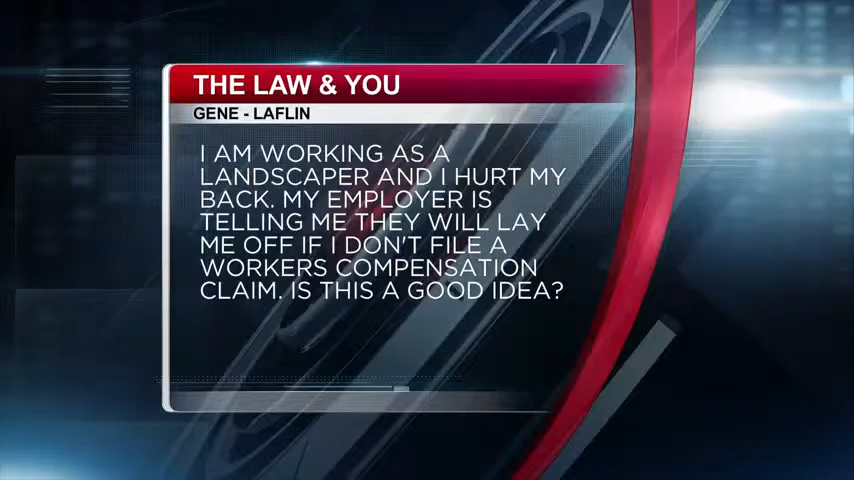 THE LAW & YOU
GENE - LAFLIN
I AM WORKING AS A
LANDSCAPER AND I HURT MY
BACK. MY EMPLOYER IS
TELLING ME THEY WILL LAY
ME OFF IF I DON'T FILE A
WORKERS COMPENSATION
CLAIM. IS THIS A GOOD IDEA?